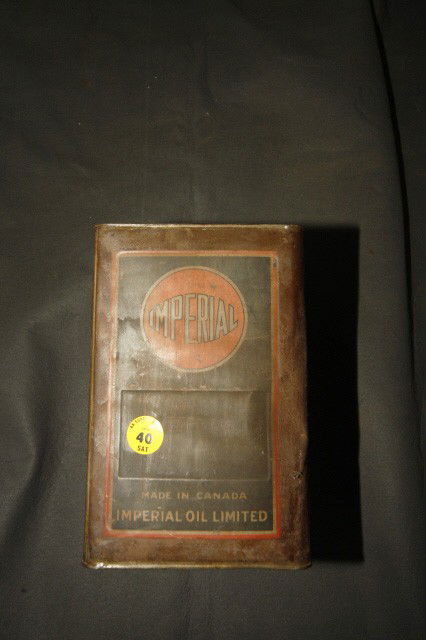 IMPERIAL
40
SAT
MADE IN CANADA
IMPERIAL OIL LIMITED